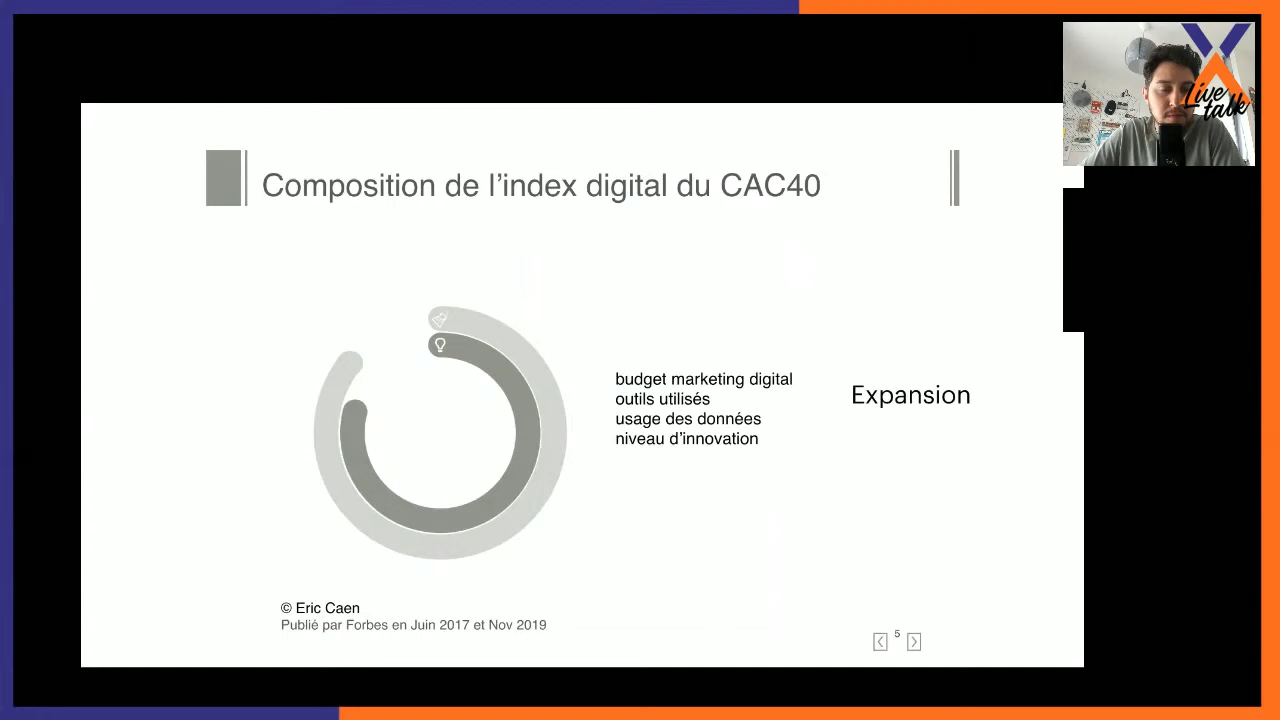 Live
talk
Composition de l’index digital du CAC40
budget marketing digital
outils utilisés
usage des données
niveau d’innovation
Expansion
© Eric Caen
Publié par Forbes en Juin 2017 et Nov 2019
5